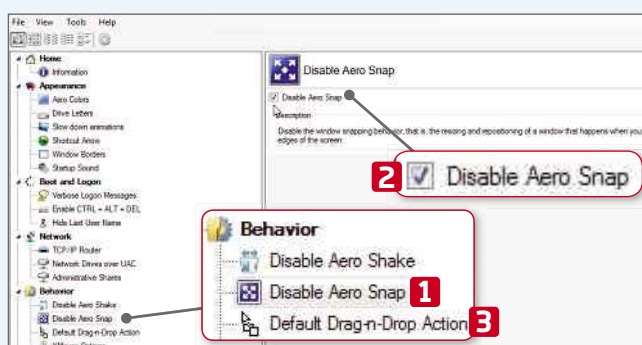 File View Tools Help
Home
Information
Appearance
Aero Colors
Drive Letters
Slow down animations
Shortcut Arrow
Window Borders
Startup Sound
Boot and Logon
Verbose Logon Messages
Enable CTRL + ALT + DEL
Hide Last User Name
Network
TCP/IP Router
Network Drives over UAC
Administrative Shares
Behavior
Disable Aero Shake
Disable Aero Snap
Default Drag-n-Drop Action
Disable Aero Snap
Disable Aero Snap
Description
Disable the window snapping behavior, that is, the resizing and repositioning of a window that happens when you
edges of the screen.
2 Disable Aero Snap
Behavior
Disable Aero Shake
Disable Aero Snap 1
Default Drag-n-Drop Action 3